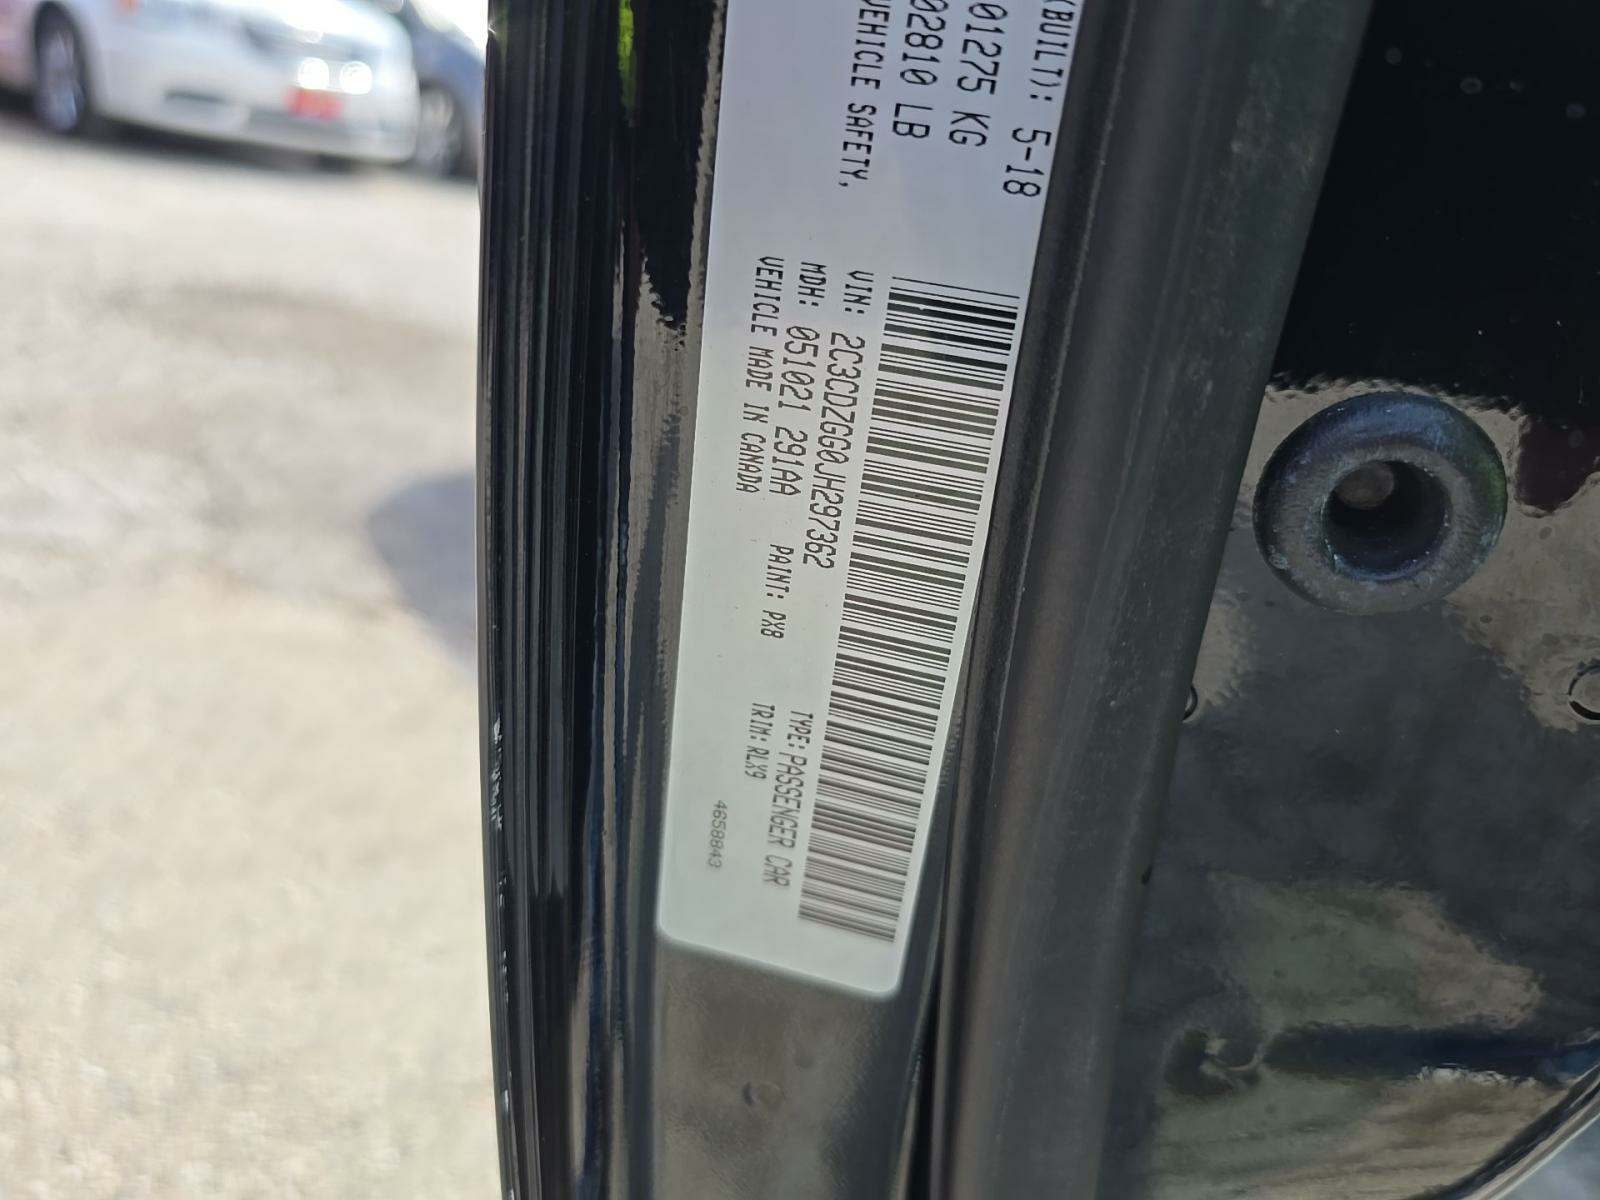 (BUILT): 5-18
01275 KG
02810 LB
VEHICLE SAFETY,
VIN: 2C3CDZGG0JH297362
TYPE: PASSENGER CAR
MDH: 051021 291AA PAINT: PX8 TRIM: RLX9
VEHICLE MADE IN CANADA
4658843